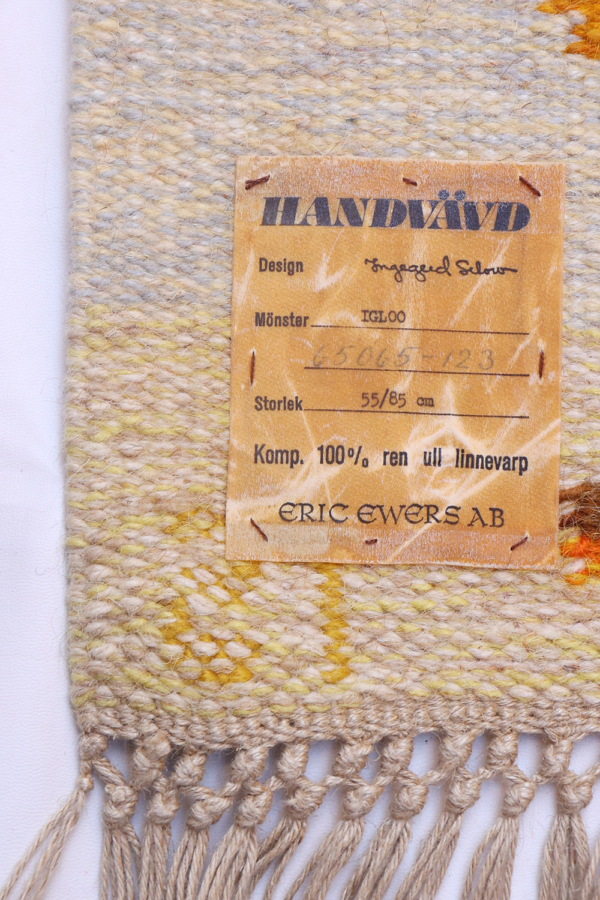 HANDVÄVD
Design Ingegerd Silow
Mönster IGLOO
65065-123
Storlek 55/85 cm
Komp. 100% ren ull linnevarp
ERIC EWERS AB